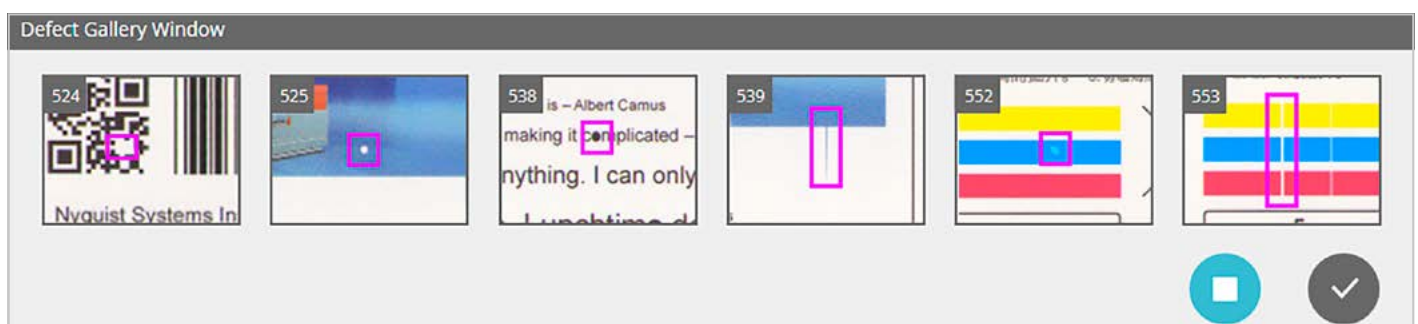 Defect Gallery Window
524
Nyquist Systems In
525
538
is – Albert Camus
making it complicated –
nything. I can only
Lunchtime d
539
552
553